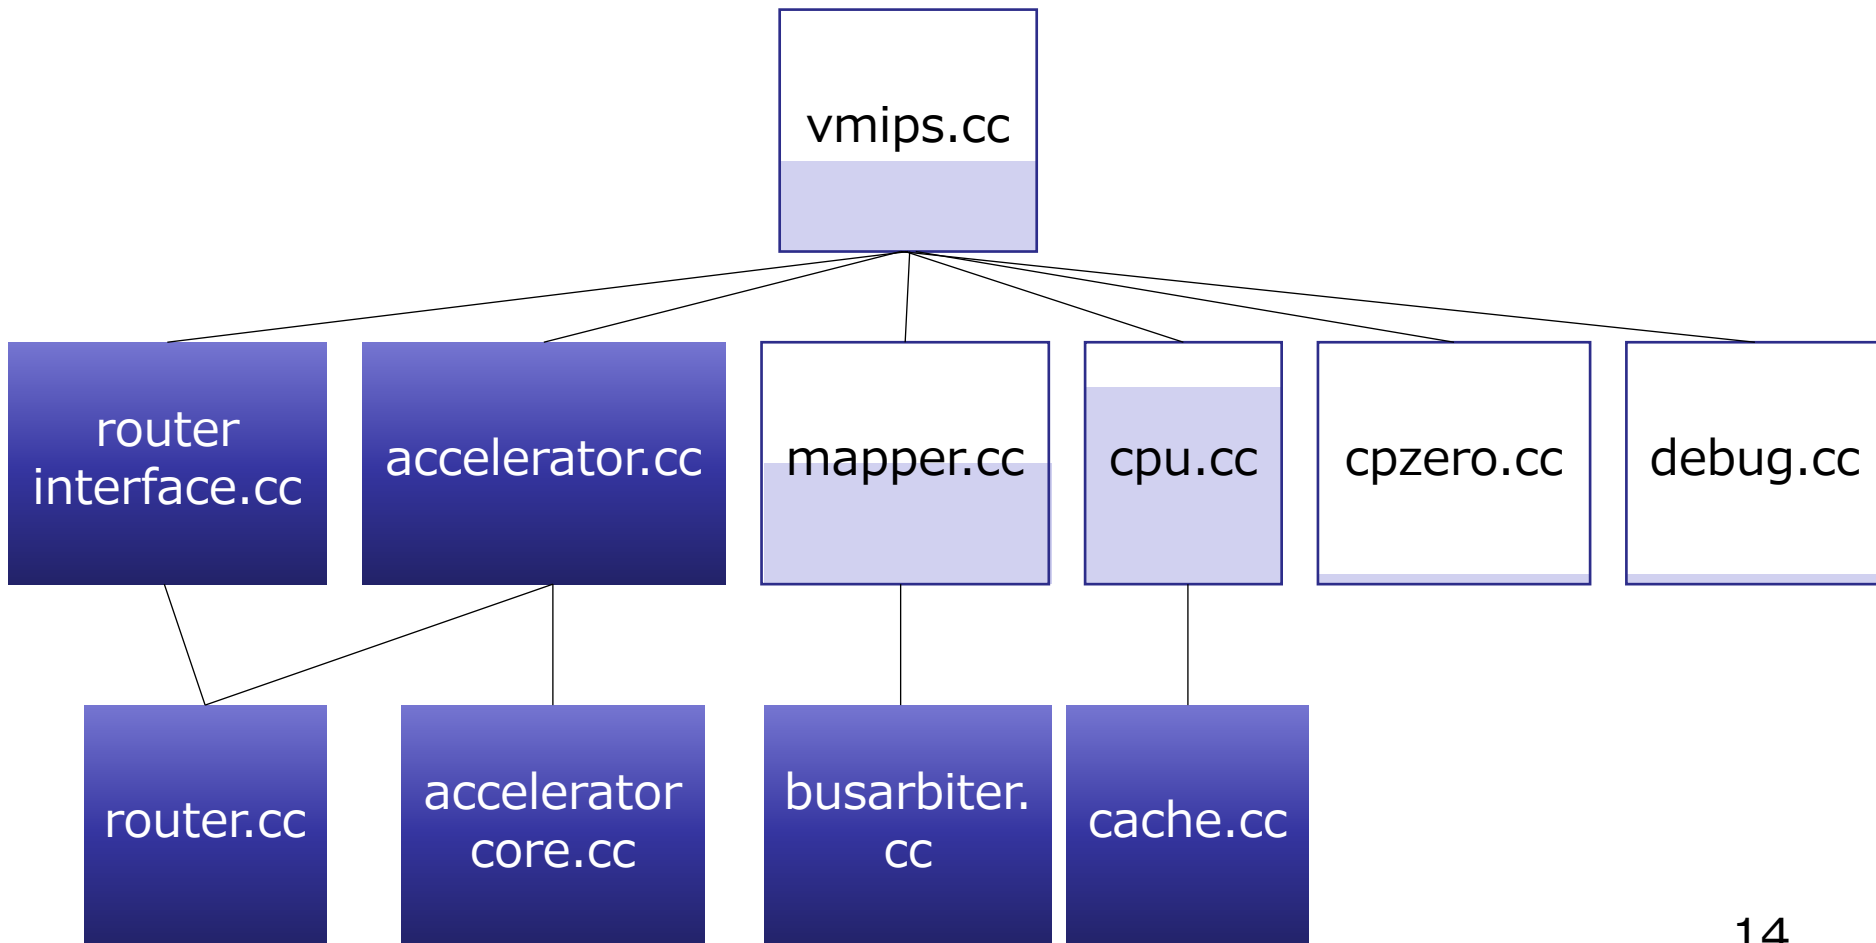 vmips.cc
router
interface.cc
accelerator.cc
mapper.cc
cpu.cc
cpzero.cc
debug.cc
router.cc
accelerator
core.cc
busarbiter.
cc
cache.cc
14